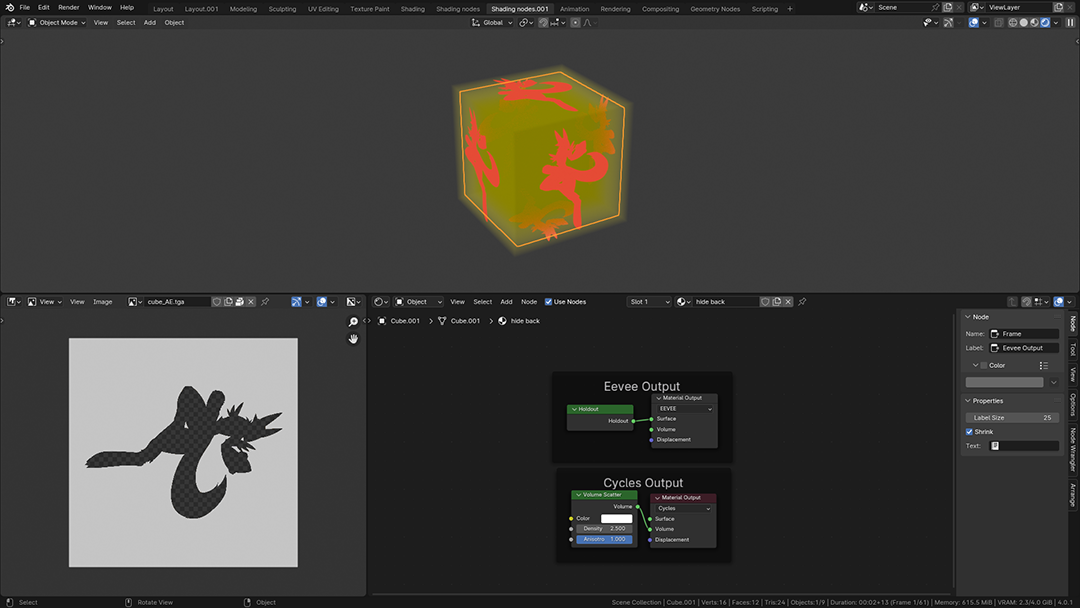 File Edit Render Window Help Layout Layout.001 Modeling Sculpting UV Editing Texture Paint Shading Shading nodes Shading nodes.001 Animation Rendering Compositing Geometry Nodes Scripting + Scene ViewLayer
Object Mode View Select Add Object Global
View View Image cube_AE.tga
Object View Select Add Node Use Nodes Slot 1 hide back
Cube.001 > Cube.001 > hide back
Eevee Output
Holdout
Holdout
Material Output
EEVEE
Surface
Volume
Displacement
Cycles Output
Volume Scatter
Volume
Color
Density 2.500
Anisotro 1.000
Material Output
Cycles
Surface
Volume
Displacement
Node
Name: Frame
Label: Eevee Output
Color
Properties
Label Size 25
Shrink
Text:
Node
Tool
View
Options
Node Wrangler
Arrange
Select Rotate View Object Scene Collection | Cube.001 | Verts:16 | Faces:12 | Tris:24 | Objects:1/9 | Duration: 00:02+13 (Frame 1/61) | Memory: 615.5 MiB | VRAM: 2.3/4.0 GiB | 4.0.1